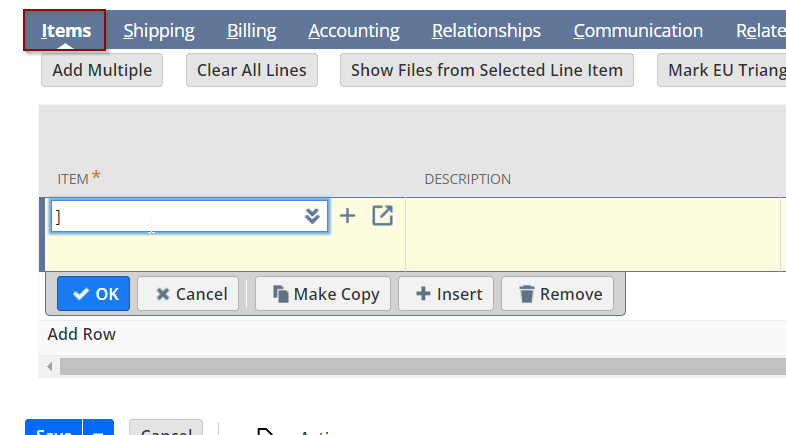 Items Shipping Billing Accounting Relationships Communication Relate
Add Multiple Clear All Lines Show Files from Selected Line Item Mark EU Triang
ITEM * DESCRIPTION
]
OK Cancel Make Copy Insert Remove
Add Row
Save Cancel Acti